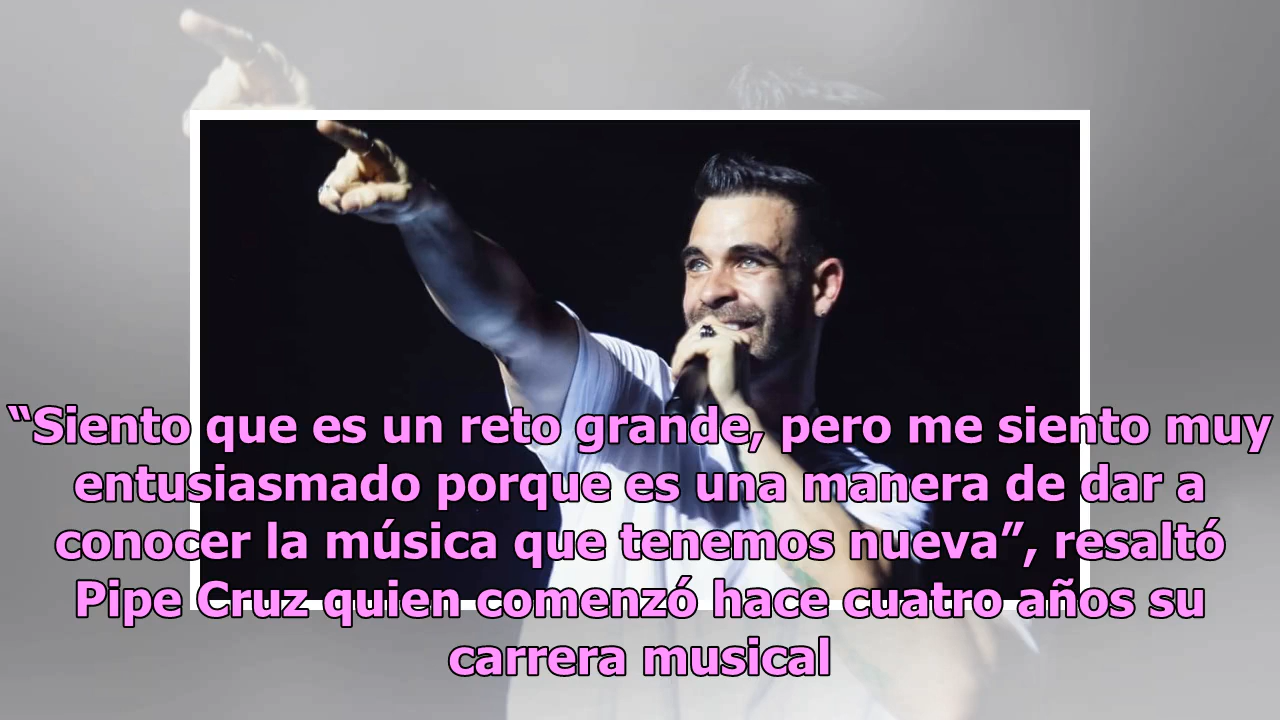 “Siento que es un reto grande, pero me siento muy
entusiasmado porque es una manera de dar a
conocer la música que tenemos nueva”, resaltó
Pipe Cruz quien comenzó hace cuatro años su
carrera musical